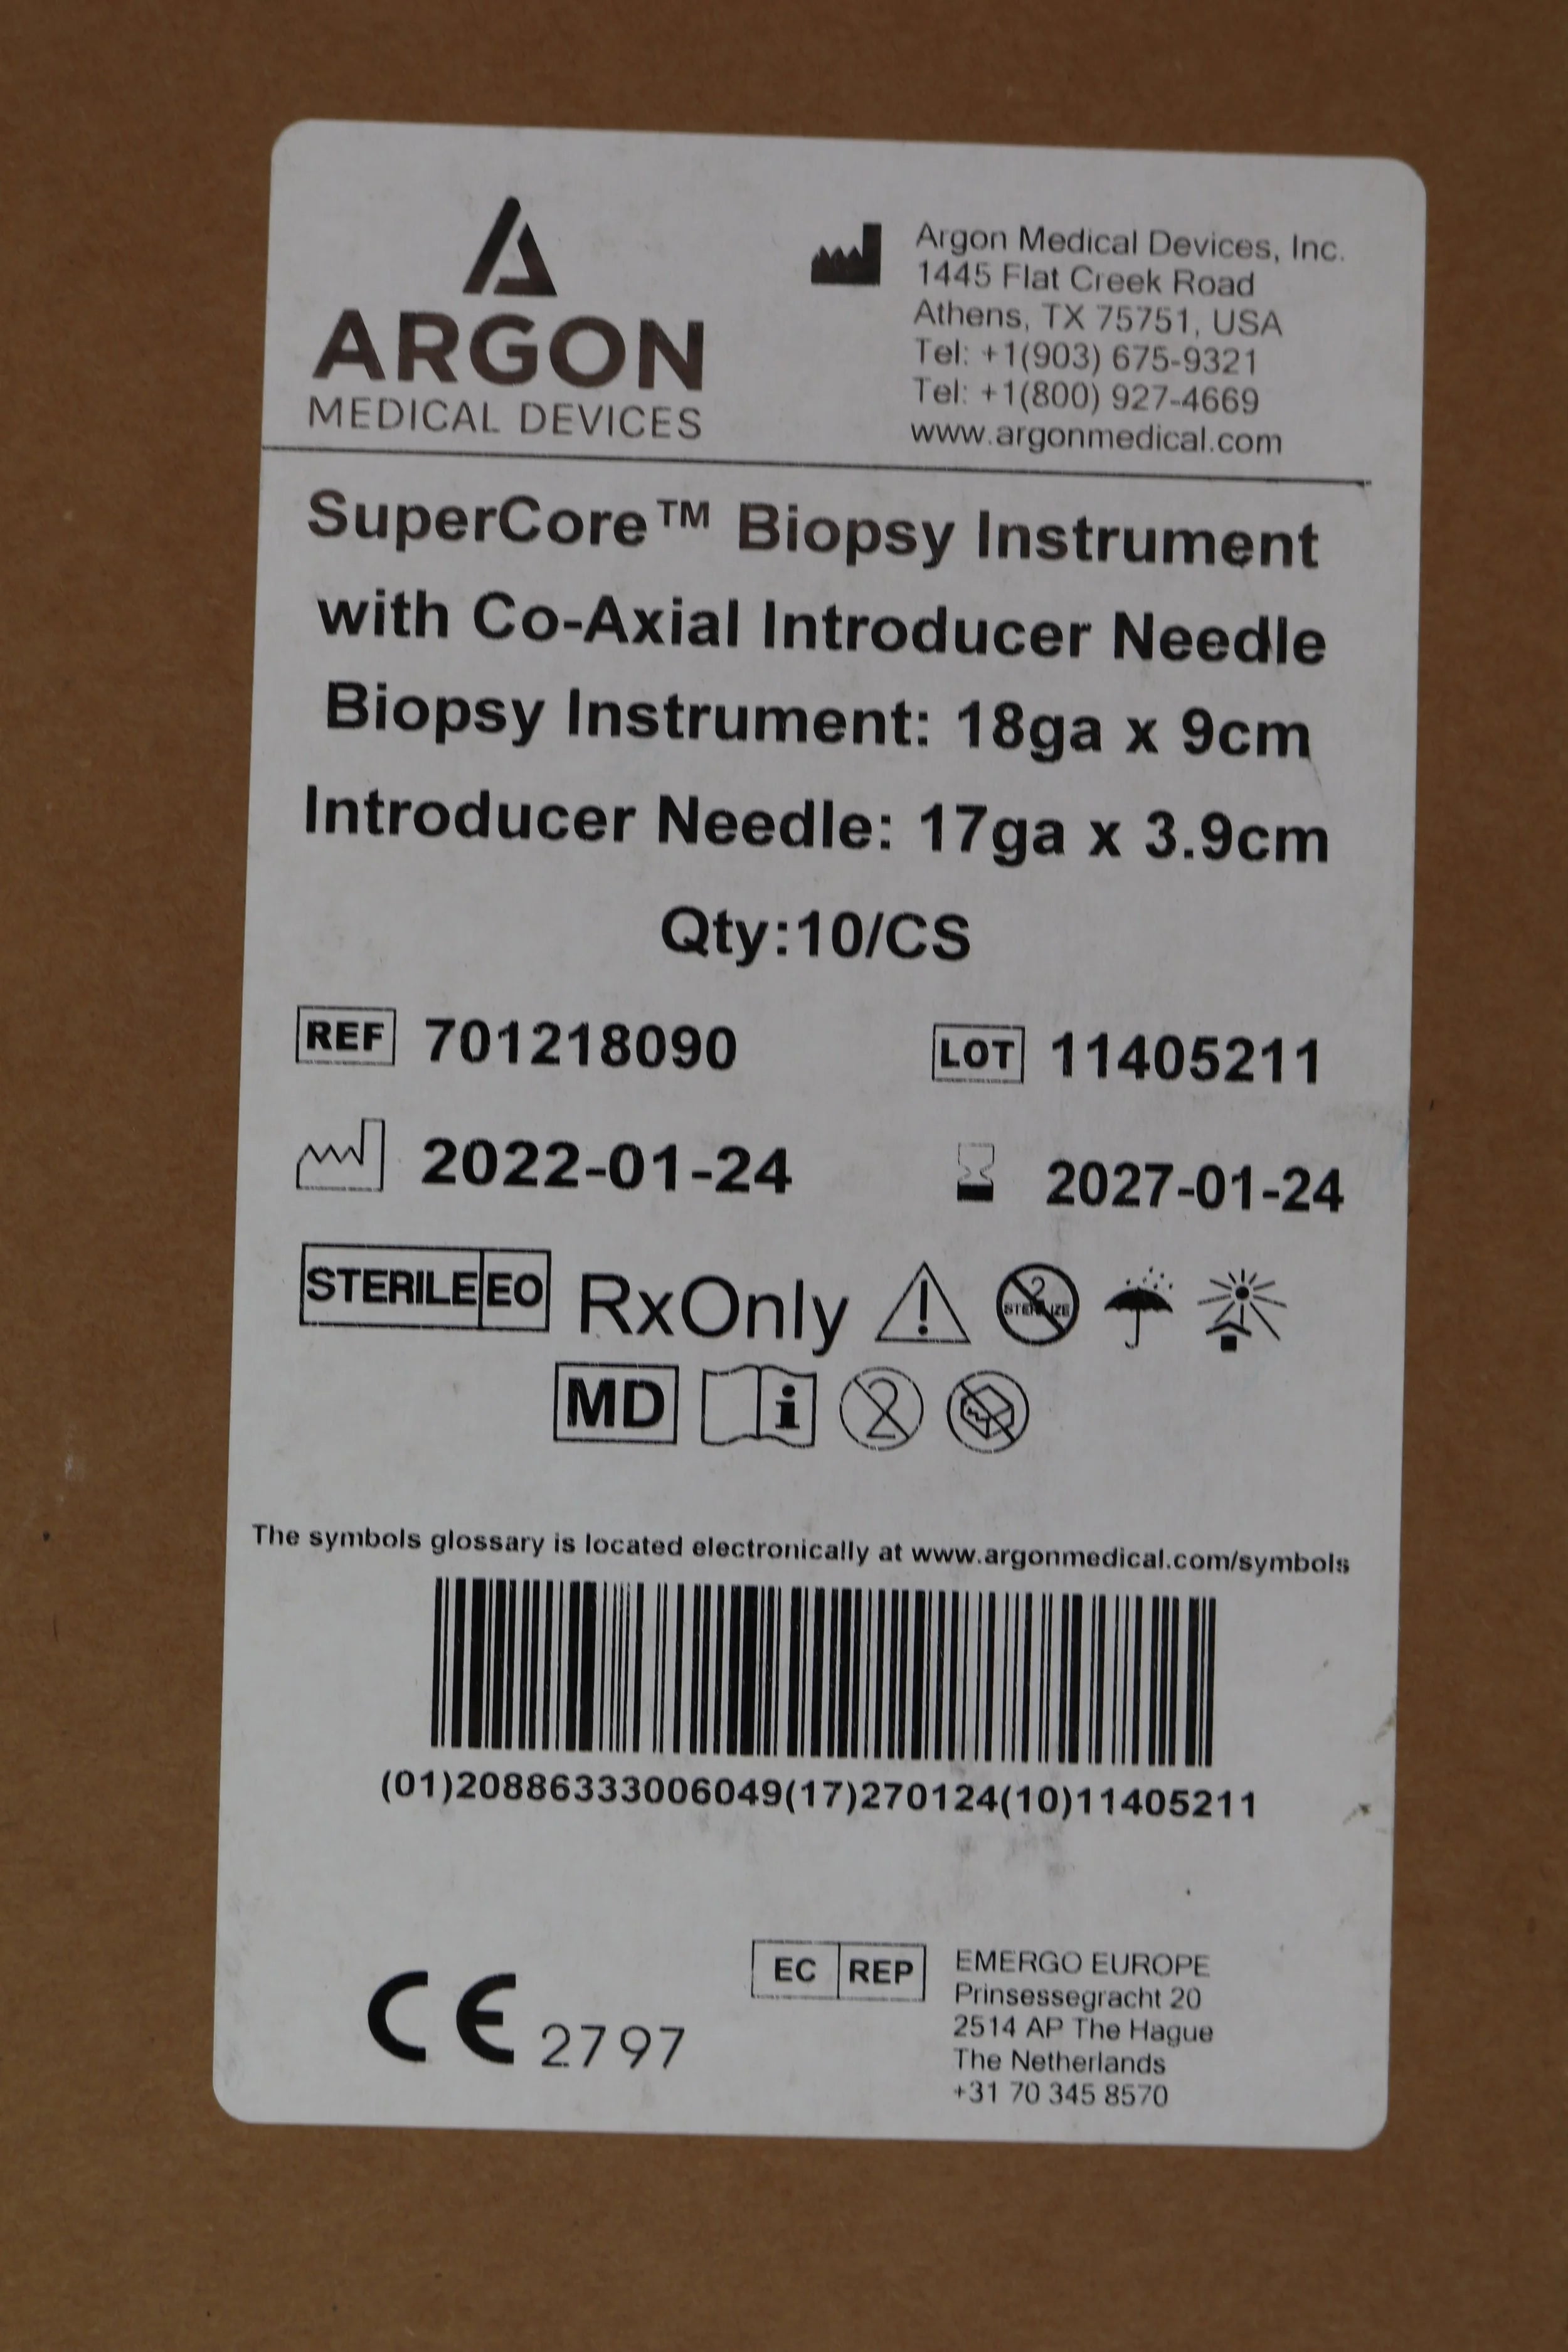 ARGON
MEDICAL DEVICES
Argon Medical Devices, Inc.
1445 Flat Creek Road
Athens, TX 75751, USA
Tel: +1(903) 675-9321
Tel: +1(800) 927-4669
www.argonmedical.com
SuperCore™ Biopsy Instrument
with Co-Axial Introducer Needle
Biopsy Instrument: 18ga x 9cm
Introducer Needle: 17ga x 3.9cm
Qty:10/CS
REF 701218090
LOT 11405211
2022-01-24
2027-01-24
STERILE EO RxOnly
2
STERILIZE
MD i 2
The symbols glossary is located electronically at www.argonmedical.com/symbols
(01)20886333006049(17)270124(10)11405211
CE 2797
EC REP
EMERGO EUROPE
Prinsessegracht 20
2514 AP The Hague
The Netherlands
+31 70 345 8570